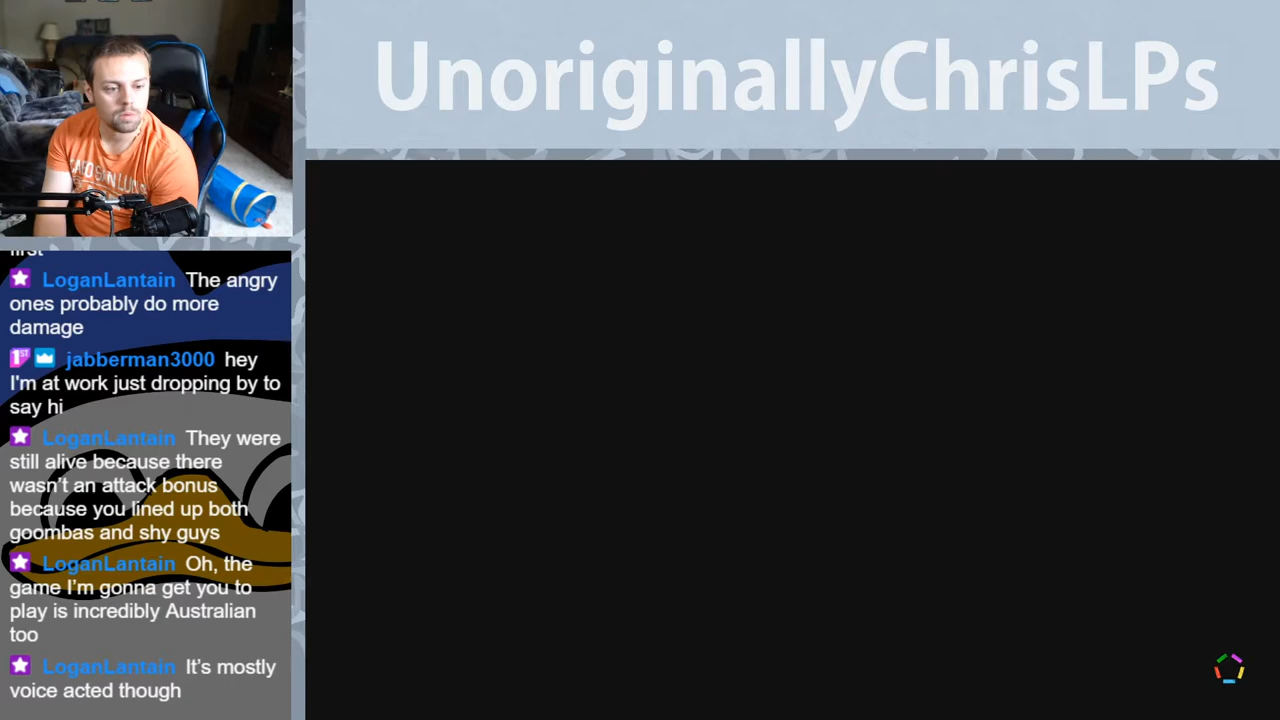 UnoriginallyChrisLPs
first
LoganLantain The angry
ones probably do more
damage
1ST jabberman3000 hey
I'm at work just dropping by to
say hi
LoganLantain They were
still alive because there
wasn't an attack bonus
because you lined up both
goombas and shy guys
LoganLantain Oh, the
game I'm gonna get you to
play is incredibly Australian
too
LoganLantain It's mostly
voice acted though